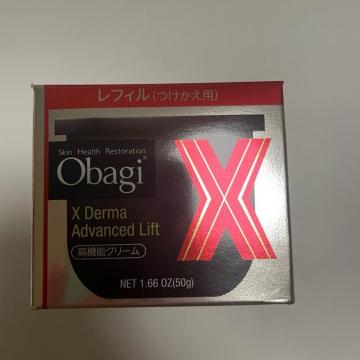 レフィル(つけかえ用)
Skin Health Restoration
Obagi®
X
X Derma
Advanced Lift
高機能クリーム
NET 1.66 OZ(50g)